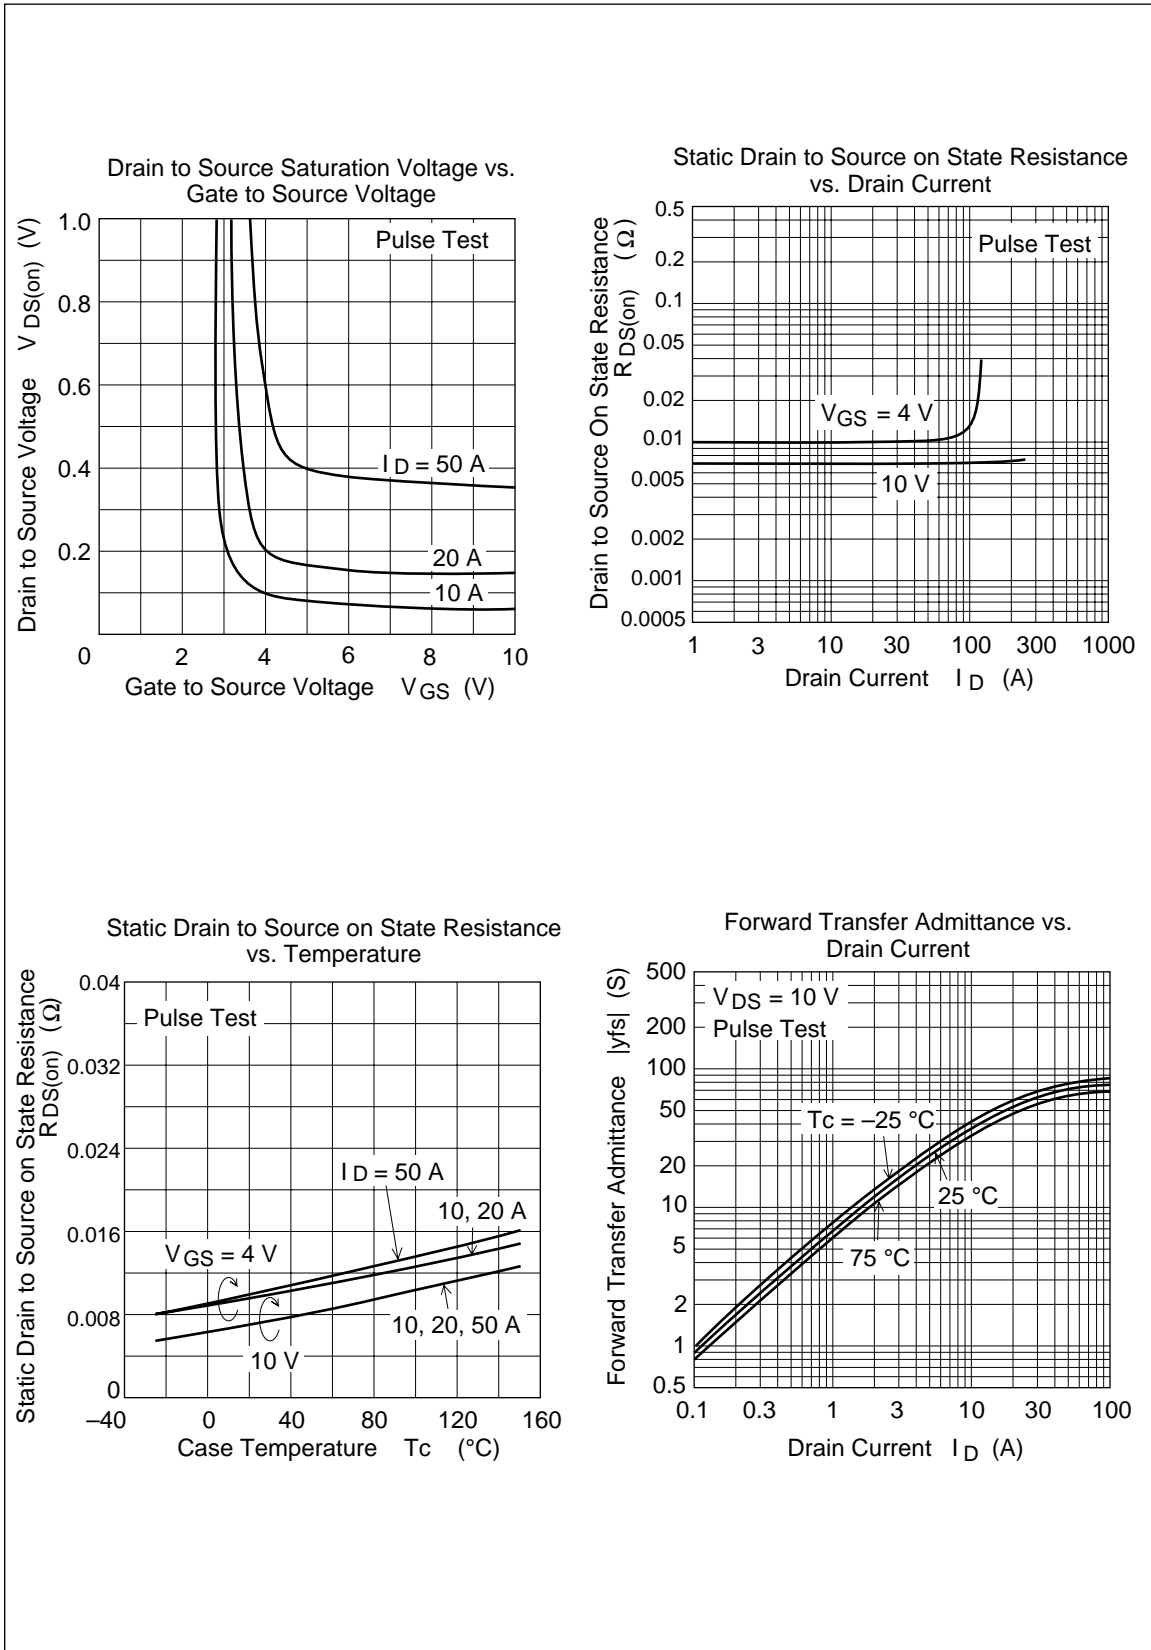 Drain to Source Saturation Voltage vs.
Gate to Source Voltage
Drain to Source Voltage V DS(on) (V)
1.0
0.8
0.6
0.4
0.2
0
2
4
6
8
10
Pulse Test
I D = 50 A
20 A
10 A
Gate to Source Voltage V GS (V)
Static Drain to Source on State Resistance
vs. Drain Current
Drain to Source On State Resistance
R DS(on) (Ω)
0.5
0.2
0.1
0.05
0.02
0.01
0.005
0.002
0.001
0.0005
Pulse Test
V GS = 4 V
10 V
1
3
10
30
100
300
1000
Drain Current I D (A)
Static Drain to Source on State Resistance
vs. Temperature
Static Drain to Source on State Resistance
R DS(on) (Ω)
0.04
0.032
0.024
0.016
0.008
0
Pulse Test
I D = 50 A
10, 20 A
V GS = 4 V
10, 20, 50 A
10 V
–40
0
40
80
120
160
Case Temperature Tc (°C)
Forward Transfer Admittance vs.
Drain Current
Forward Transfer Admittance |yfs| (S)
500
200
100
50
20
10
5
2
1
0.5
V DS = 10 V
Pulse Test
Tc = –25 °C
25 °C
75 °C
0.1
0.3
1
3
10
30
100
Drain Current I D (A)